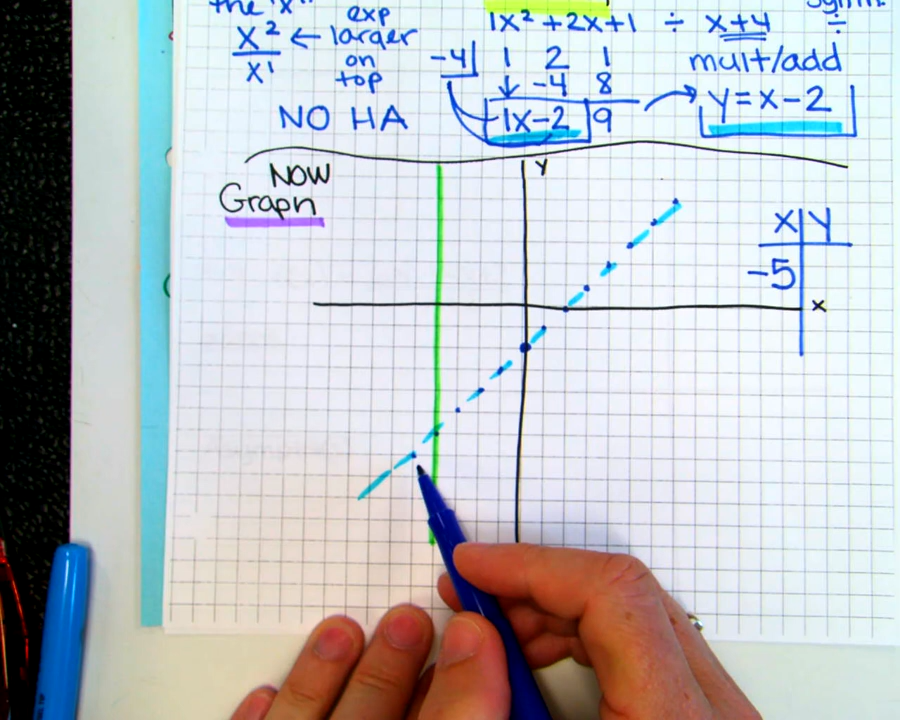 the "x"
exp
x² ← larger
x¹ on
top
NO HA
1x² + 2x + 1 ÷ x + 4
-4 1 2 1
↓ -4 8
1x - 2 9
÷
mult/add
y = x - 2
NOW
Graph
Y
x
X Y
-5